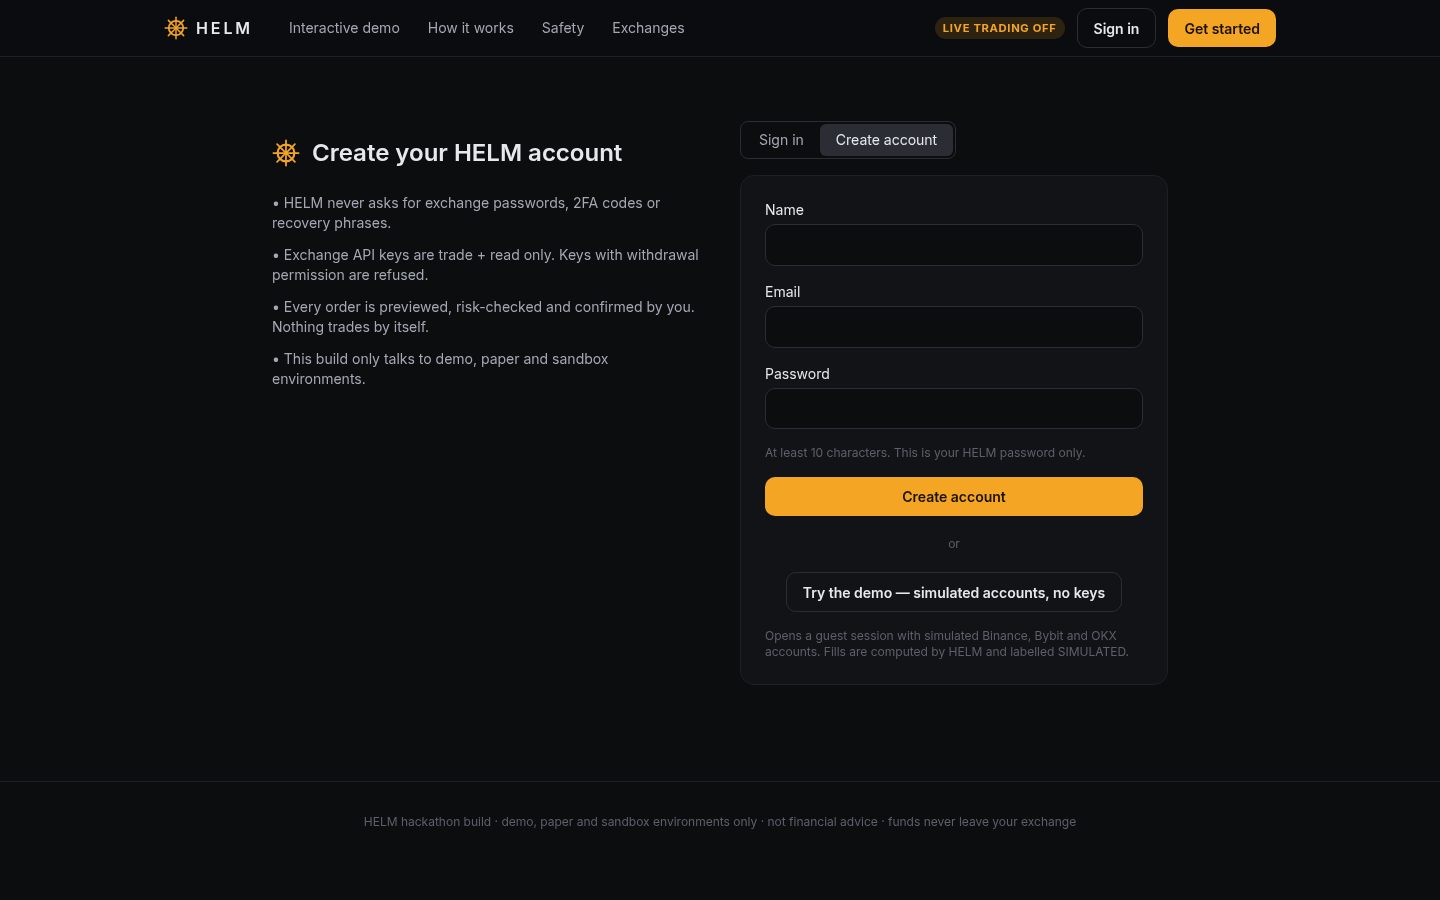 HELM
Interactive demo
How it works
Safety
Exchanges
LIVE TRADING OFF
Sign in
Get started
Create your HELM account
• HELM never asks for exchange passwords, 2FA codes or
recovery phrases.
• Exchange API keys are trade + read only. Keys with withdrawal
permission are refused.
• Every order is previewed, risk-checked and confirmed by you.
Nothing trades by itself.
• This build only talks to demo, paper and sandbox
environments.
Sign in
Create account
Name
Email
Password
At least 10 characters. This is your HELM password only.
Create account
or
Try the demo — simulated accounts, no keys
Opens a guest session with simulated Binance, Bybit and OKX
accounts. Fills are computed by HELM and labelled SIMULATED.
HELM hackathon build · demo, paper and sandbox environments only · not financial advice · funds never leave your exchange